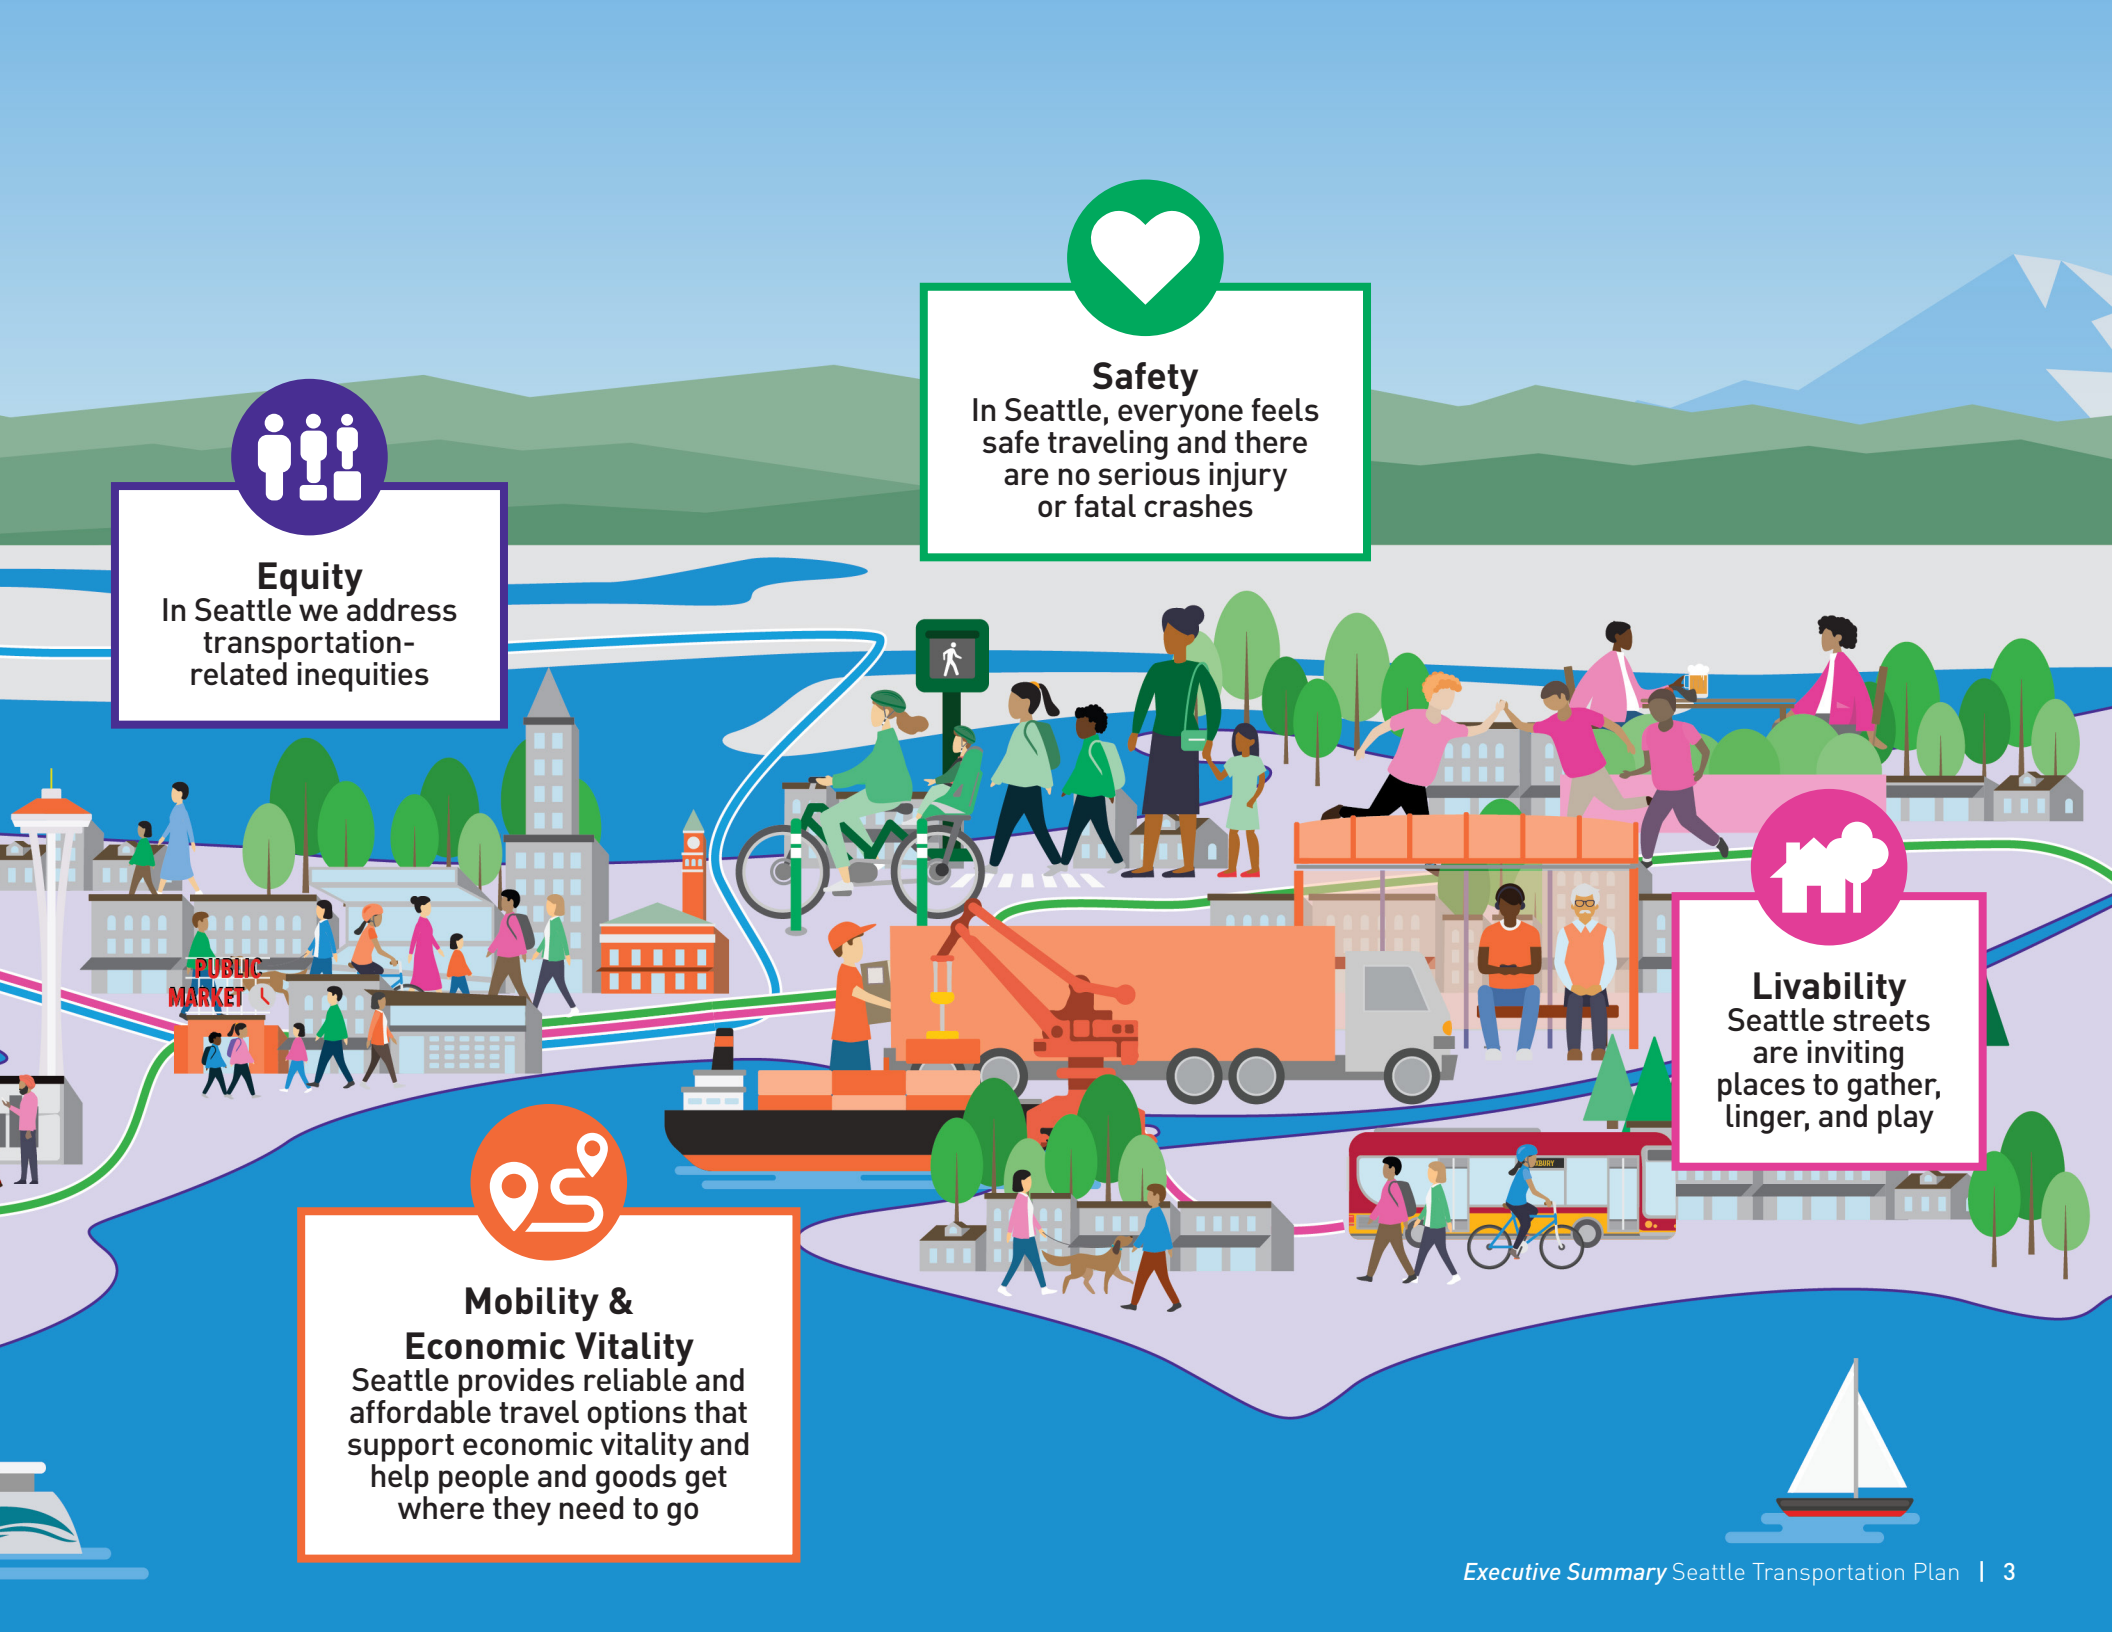 Safety
In Seattle, everyone feels
safe traveling and there
are no serious injury
or fatal crashes
Equity
In Seattle we address
transportation-
related inequities
PUBLIC
MARKET
Livability
Seattle streets
are inviting
places to gather,
linger, and play
Mobility &
Economic Vitality
Seattle provides reliable and
affordable travel options that
support economic vitality and
help people and goods get
where they need to go
Executive Summary Seattle Transportation Plan | 3